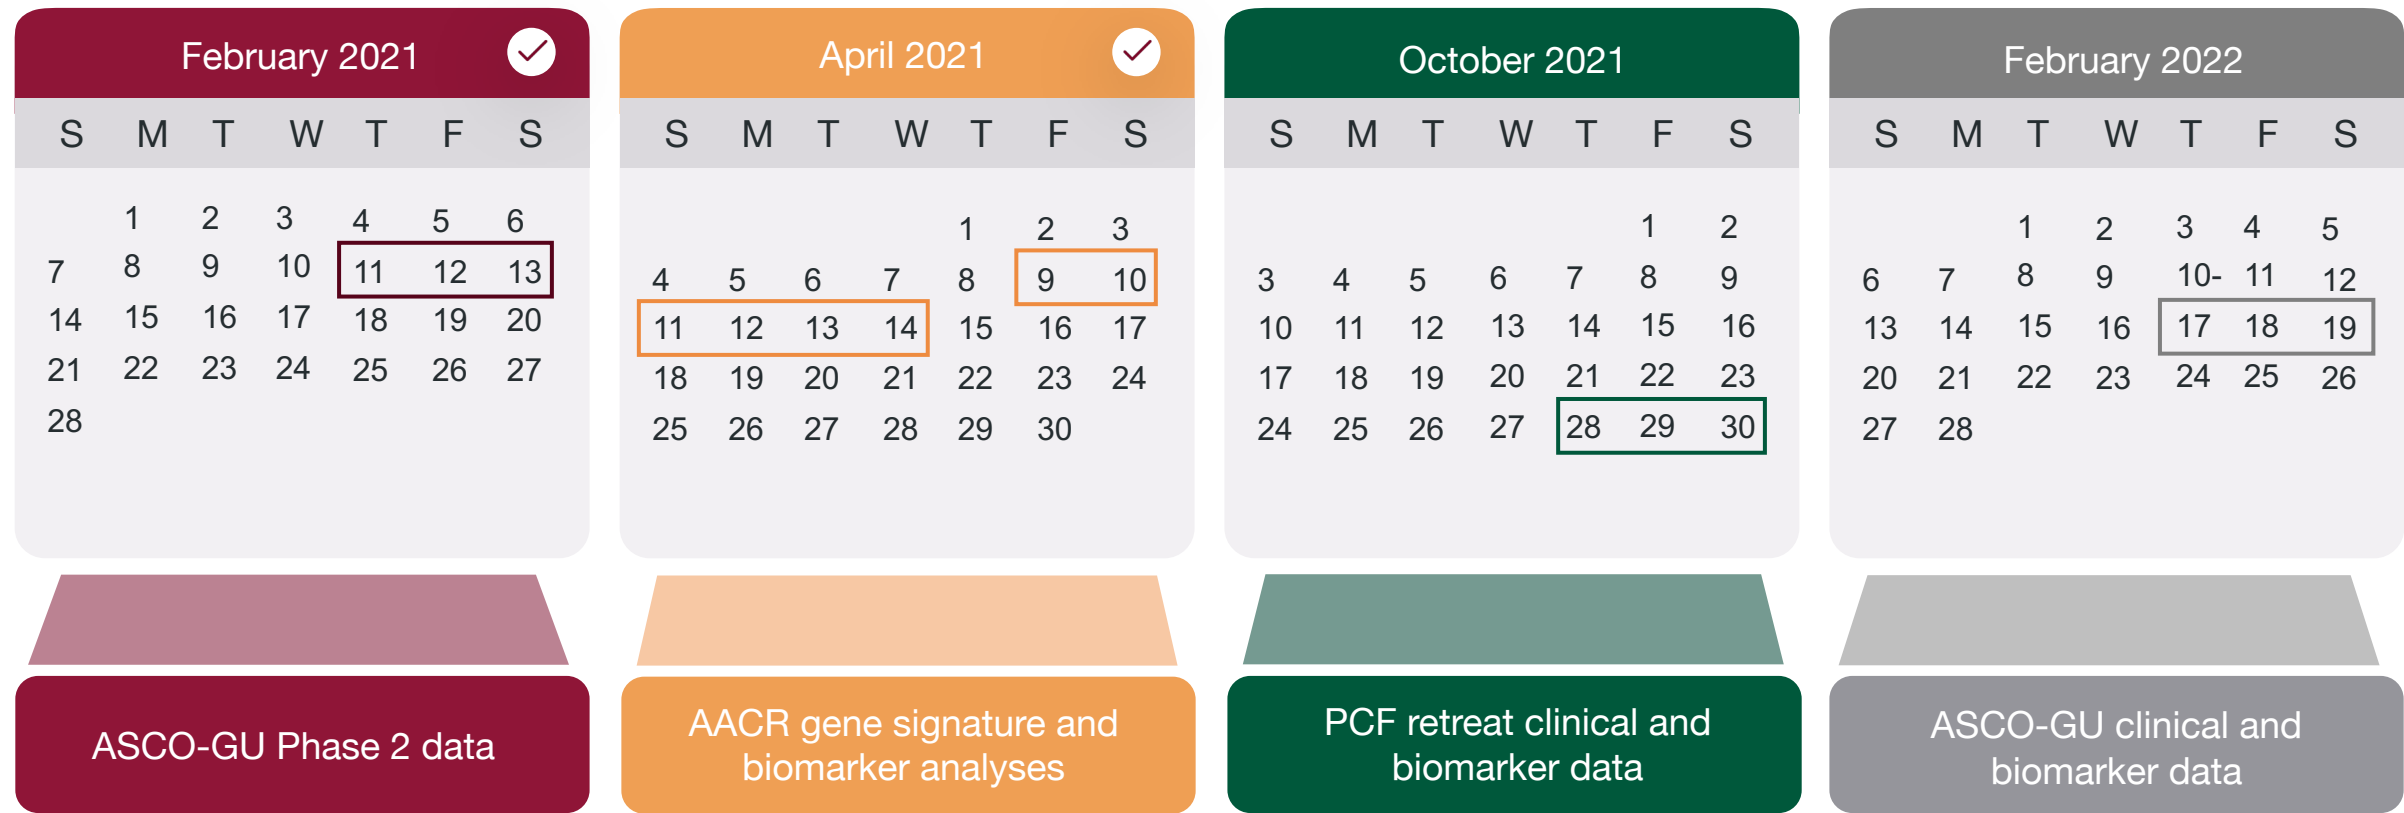 February 2021
S M T W T F S
1 2 3 4 5 6
7 8 9 10 11 12 13
14 15 16 17 18 19 20
21 22 23 24 25 26 27
28
ASCO-GU Phase 2 data
April 2021
S M T W T F S
1 2 3
4 5 6 7 8 9 10
11 12 13 14 15 16 17
18 19 20 21 22 23 24
25 26 27 28 29 30
AACR gene signature and
biomarker analyses
October 2021
S M T W T F S
1 2
3 4 5 6 7 8 9
10 11 12 13 14 15 16
17 18 19 20 21 22 23
24 25 26 27 28 29 30
PCF retreat clinical and
biomarker data
February 2022
S M T W T F S
1 2 3 4 5
6 7 8 9 10- 11 12
13 14 15 16 17 18 19
20 21 22 23 24 25 26
27 28
ASCO-GU clinical and
biomarker data